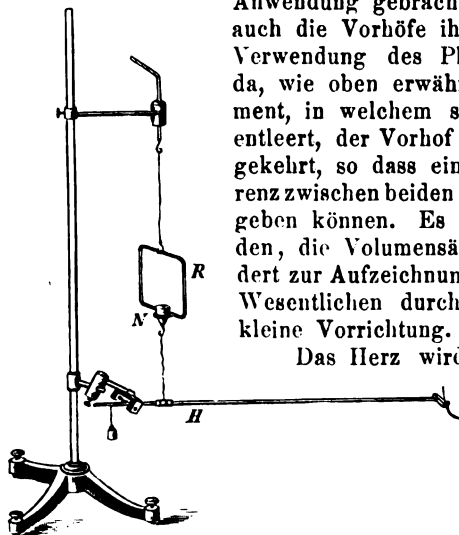 Anwendung gebrach
auch die Vorhöfe ih
Verwendung des Pl
da, wie oben erwäh
ment, in welchem s
entleert, der Vorhof
gekehrt, so dass ein
renz zwischen beiden
geben können. Es
den, die Volumensä
dert zur Aufzeichnun
Wesentlichen durch
kleine Vorrichtung.
Das Herz wird
R
N
H